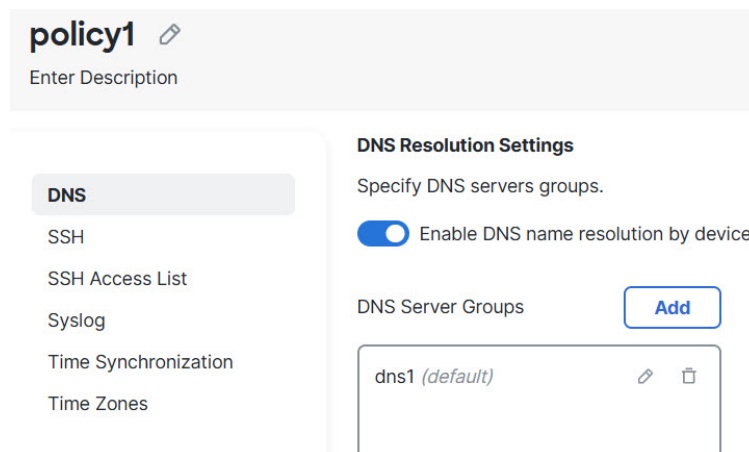 policy1
Enter Description
DNS
SSH
SSH Access List
Syslog
Time Synchronization
Time Zones
DNS Resolution Settings
Specify DNS servers groups.
Enable DNS name resolution by device
DNS Server Groups
Add
dns1 (default)